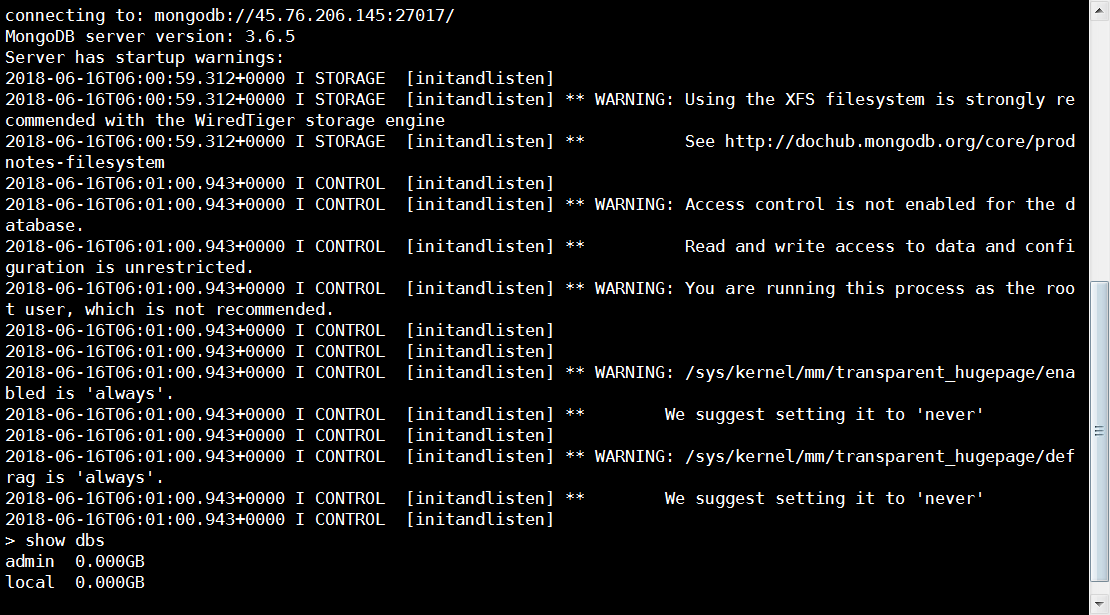 connecting to: mongodb://45.76.206.145:27017/
MongoDB server version: 3.6.5
Server has startup warnings:
2018-06-16T06:00:59.312+0000 I STORAGE  [initandlisten]
2018-06-16T06:00:59.312+0000 I STORAGE  [initandlisten] ** WARNING: Using the XFS filesystem is strongly re
commended with the WiredTiger storage engine
2018-06-16T06:00:59.312+0000 I STORAGE  [initandlisten] **          See http://dochub.mongodb.org/core/prod
notes-filesystem
2018-06-16T06:01:00.943+0000 I CONTROL  [initandlisten]
2018-06-16T06:01:00.943+0000 I CONTROL  [initandlisten] ** WARNING: Access control is not enabled for the d
atabase.
2018-06-16T06:01:00.943+0000 I CONTROL  [initandlisten] **          Read and write access to data and confi
guration is unrestricted.
2018-06-16T06:01:00.943+0000 I CONTROL  [initandlisten] ** WARNING: You are running this process as the roo
t user, which is not recommended.
2018-06-16T06:01:00.943+0000 I CONTROL  [initandlisten]
2018-06-16T06:01:00.943+0000 I CONTROL  [initandlisten]
2018-06-16T06:01:00.943+0000 I CONTROL  [initandlisten] ** WARNING: /sys/kernel/mm/transparent_hugepage/ena
bled is 'always'.
2018-06-16T06:01:00.943+0000 I CONTROL  [initandlisten] **        We suggest setting it to 'never'
2018-06-16T06:01:00.943+0000 I CONTROL  [initandlisten]
2018-06-16T06:01:00.943+0000 I CONTROL  [initandlisten] ** WARNING: /sys/kernel/mm/transparent_hugepage/def
rag is 'always'.
2018-06-16T06:01:00.943+0000 I CONTROL  [initandlisten] **        We suggest setting it to 'never'
2018-06-16T06:01:00.943+0000 I CONTROL  [initandlisten]
> show dbs
admin  0.000GB
local  0.000GB